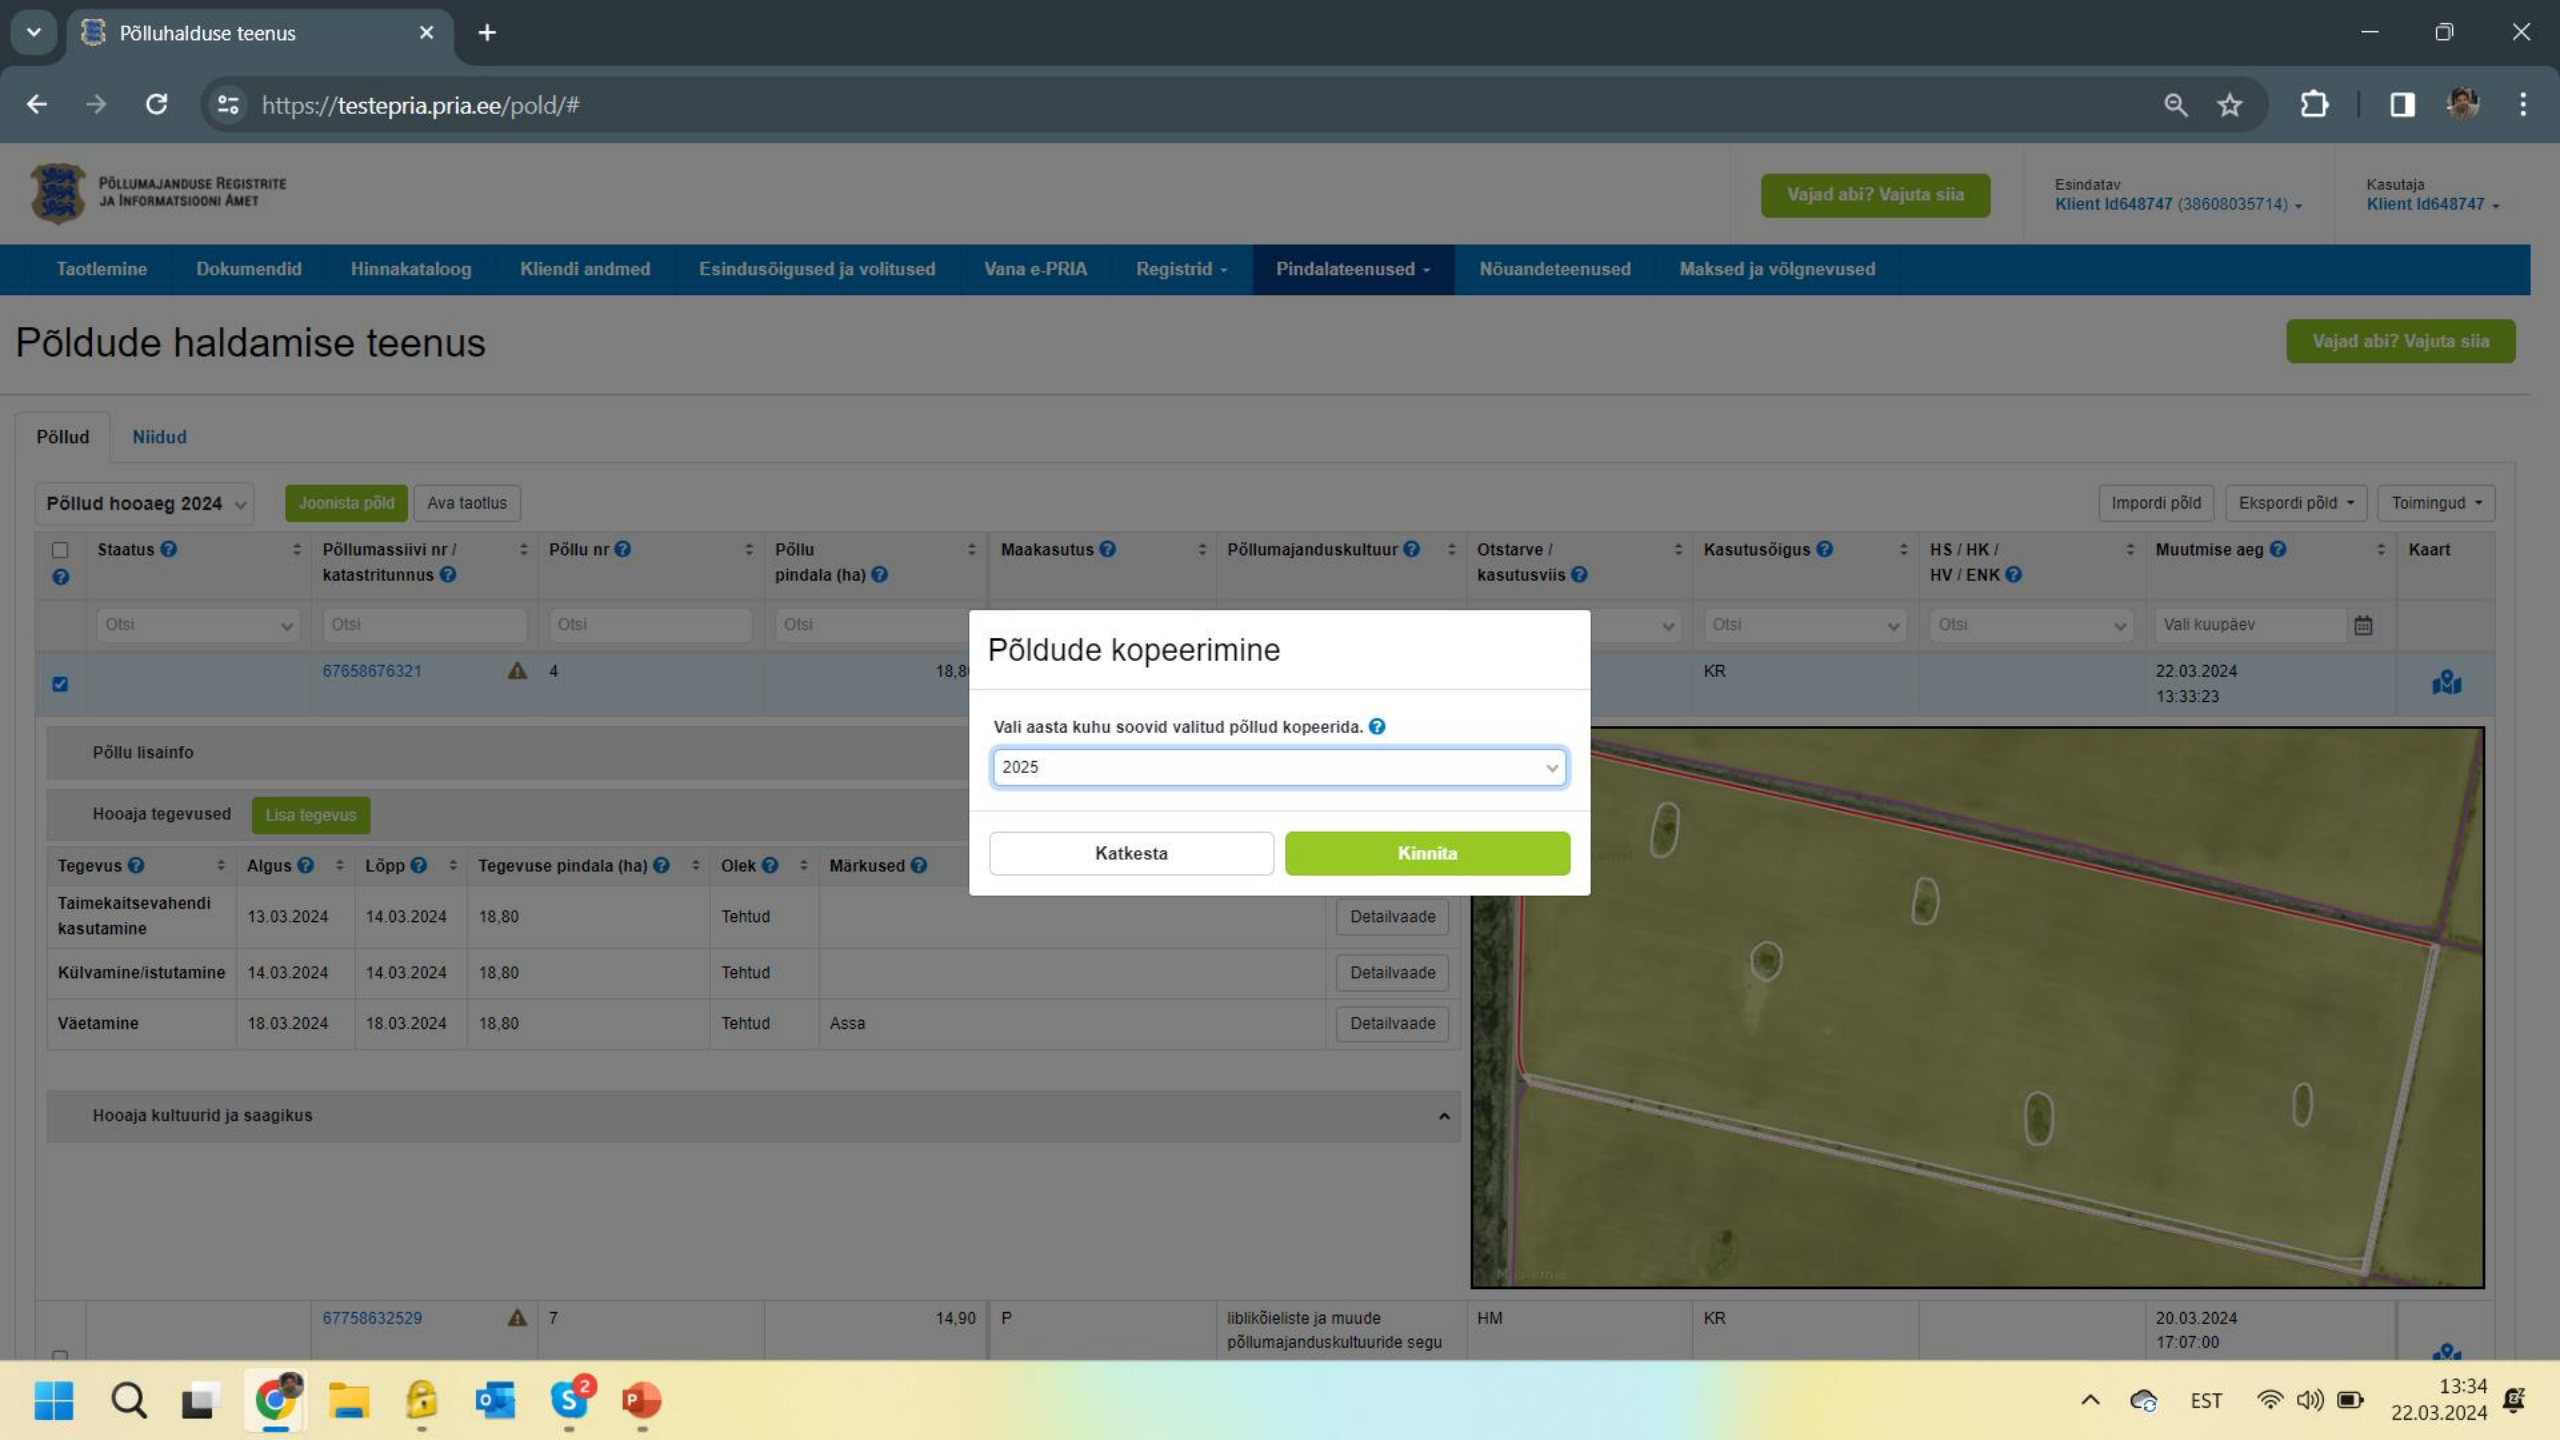 Põlluhalduse teenus
https://testepria.pria.ee/pold/#
PÕLLUMAJANDUSE REGISTRITE
JA INFORMATSIOONI AMET
Vajad abi? Vajuta siia
Esindatav
Klient Id648747 (38608035714)
Kasutaja
Klient Id648747
Taotlemine Dokumendid Hinnakataloog Kliendi andmed Esindusõigused ja volitused Vana e-PRIA Registrid Pindalateenused Nõuandeteenused Maksed ja võlgnevused
Põldude haldamise teenus
Vajad abi? Vajuta siia
Põllud Niidud
Põllud hooaeg 2024 Joonista põld Ava taotlus Impordi põld Ekspordi põld Toimingud
Staatus Põllumassiivi nr / Põllu nr Põllu Maakasutus Põllumajanduskultuur Otstarve / Kasutusõigus HS / HK / Muutmise aeg Kaart
katastritunnus pindala (ha) kasutusviis HV / ENK
Otsi Otsi Otsi Otsi Otsi Otsi Vali kuupäev
67658676321 4 18,8 KR 22.03.2024
13:33:23
Põldude kopeerimine
Vali aasta kuhu soovid valitud põllud kopeerida.
2025
Katkesta Kinnita
Põllu lisainfo
Hooaja tegevused Lisa tegevus
Tegevus Algus Lõpp Tegevuse pindala (ha) Olek Märkused
Taimekaitsevahendi
kasutamine 13.03.2024 14.03.2024 18,80 Tehtud Detailvaade
Külvamine/istutamine 14.03.2024 14.03.2024 18,80 Tehtud Detailvaade
Väetamine 18.03.2024 18.03.2024 18,80 Tehtud Assa Detailvaade
Hooaja kultuurid ja saagikus
67758632529 7 14,90 P liblikõieliste ja muude HM KR 20.03.2024
põllumajanduskultuuride segu 17:07:00
2
EST
13:34
22.03.2024